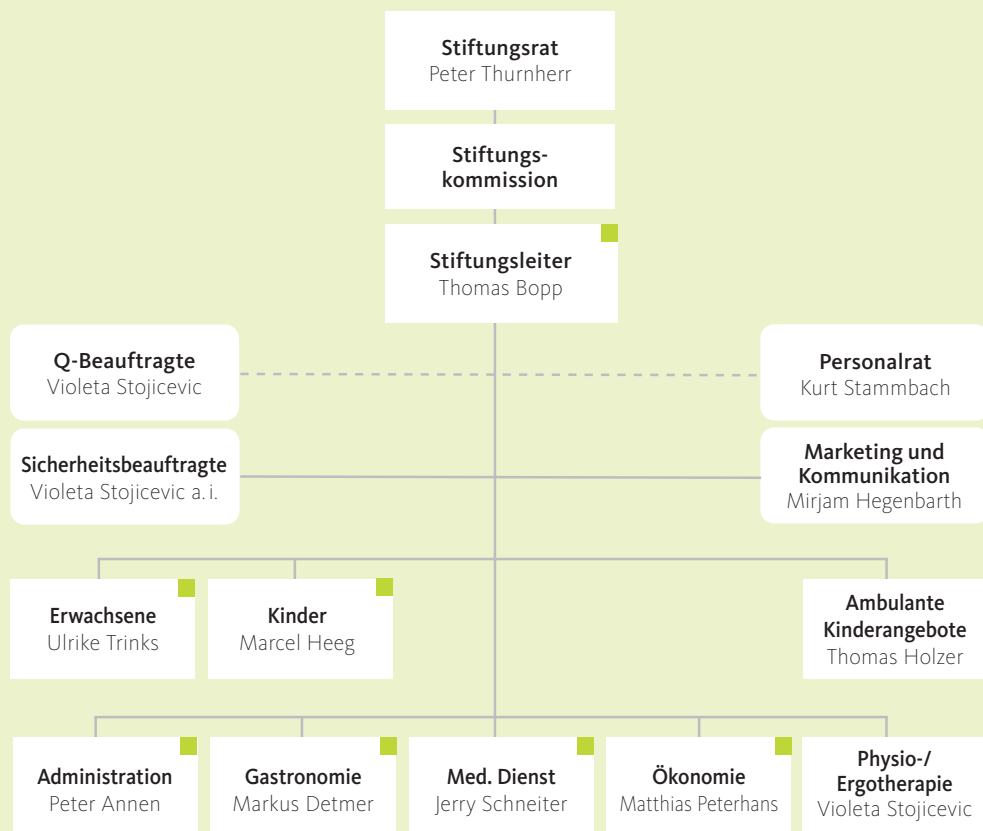 Stiftungsrat
Peter Thurnherr
Stiftungs-
kommission
Stiftungsleiter
Thomas Bopp
Q-Beauftragte
Violeta Stojicevic
Personalrat
Kurt Stammbach
Sicherheitsbeauftragte
Violeta Stojicevic a. i.
Marketing und
Kommunikation
Mirjam Hegenbarth
Erwachsene
Ulrike Trinks
Kinder
Marcel Heeg
Ambulante
Kinderangebote
Thomas Holzer
Administration
Peter Annen
Gastronomie
Markus Detmer
Med. Dienst
Jerry Schneiter
Ökonomie
Matthias Peterhans
Physio-/
Ergotherapie
Violeta Stojicevic